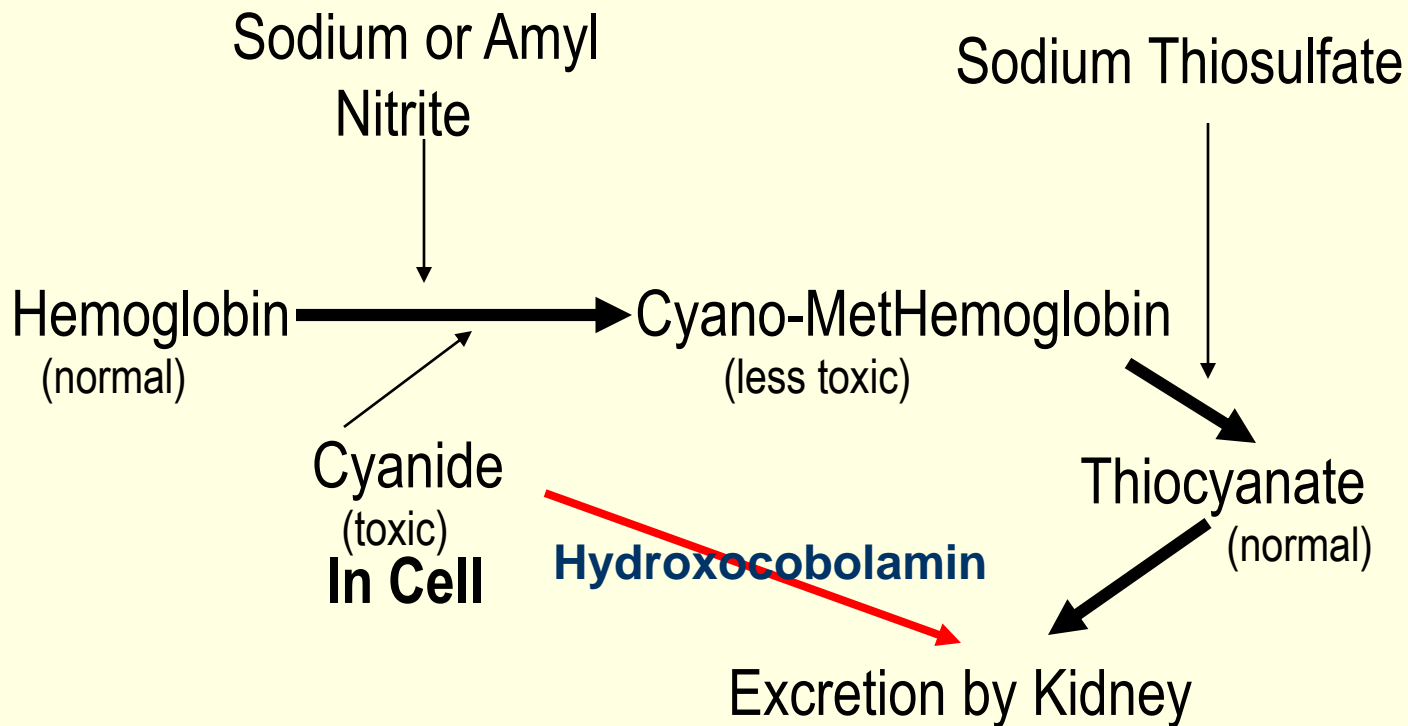 Sodium or Amyl
Nitrite
Sodium Thiosulfate
Hemoglobin
(normal)
Cyano-MetHemoglobin
(less toxic)
Cyanide
(toxic)
In Cell
Thiocyanate
(normal)
Hydroxocobolamin
Excretion by Kidney